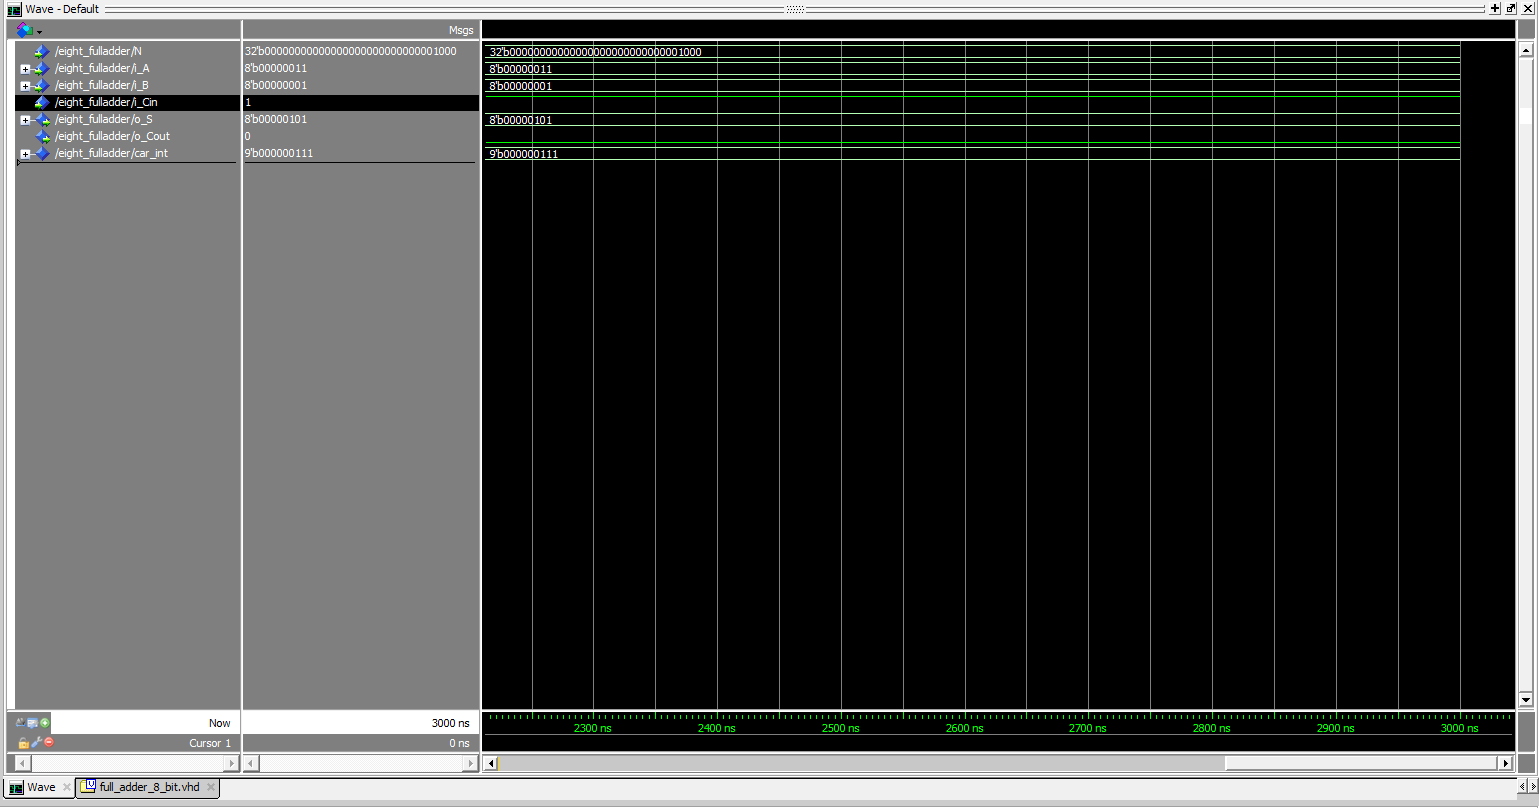 Wave - Default
Msgs
/eight_fulladder/N 32'b00000000000000000000000000001000 32'b00000000000000000000000000001000
/eight_fulladder/i_A 8'b00000011 8'b00000011
/eight_fulladder/i_B 8'b00000001 8'b00000001
/eight_fulladder/i_Cin 1
/eight_fulladder/o_S 8'b00000101 8'b00000101
/eight_fulladder/o_Cout 0
/eight_fulladder/car_int 9'b000000111 9'b000000111
Now 3000 ns
2300 ns 2400 ns 2500 ns 2600 ns 2700 ns 2800 ns 2900 ns 3000 ns
Cursor 1 0 ns
Wave full_adder_8_bit.vhd